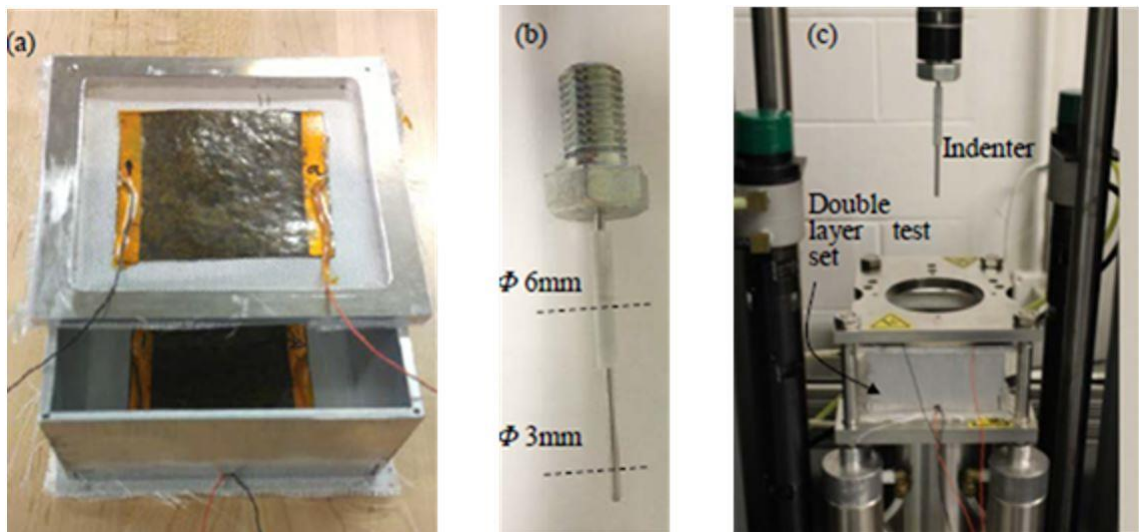 (a)
(b)
Φ 6mm
Φ 3mm
(c)
Indenter
Double
layer test
set